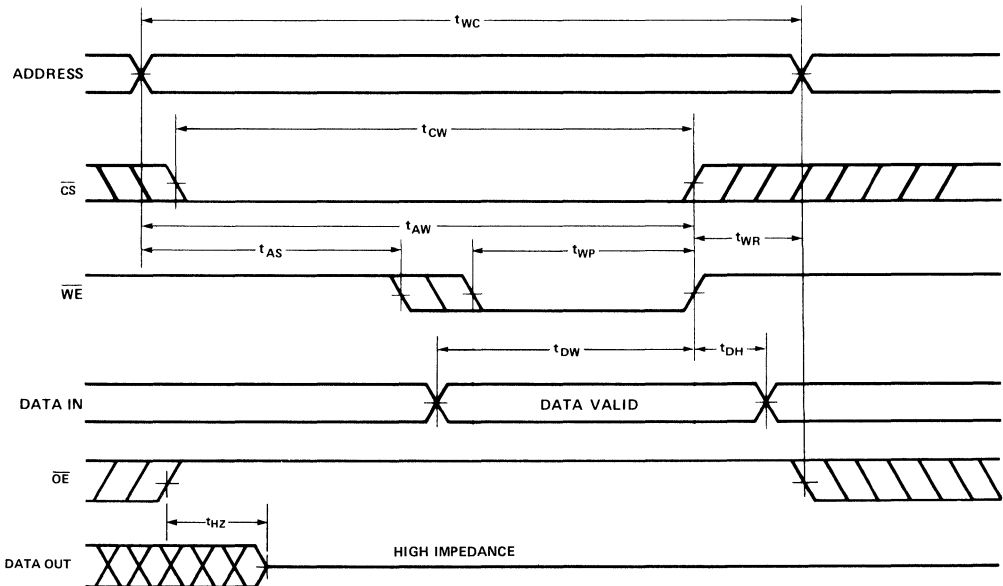 tWC
ADDRESS
tCW
CS
tAW
tAS
tWP
tWR
WE
tDW
tDH
DATA IN
DATA VALID
OE
tHZ
DATA OUT
HIGH IMPEDANCE